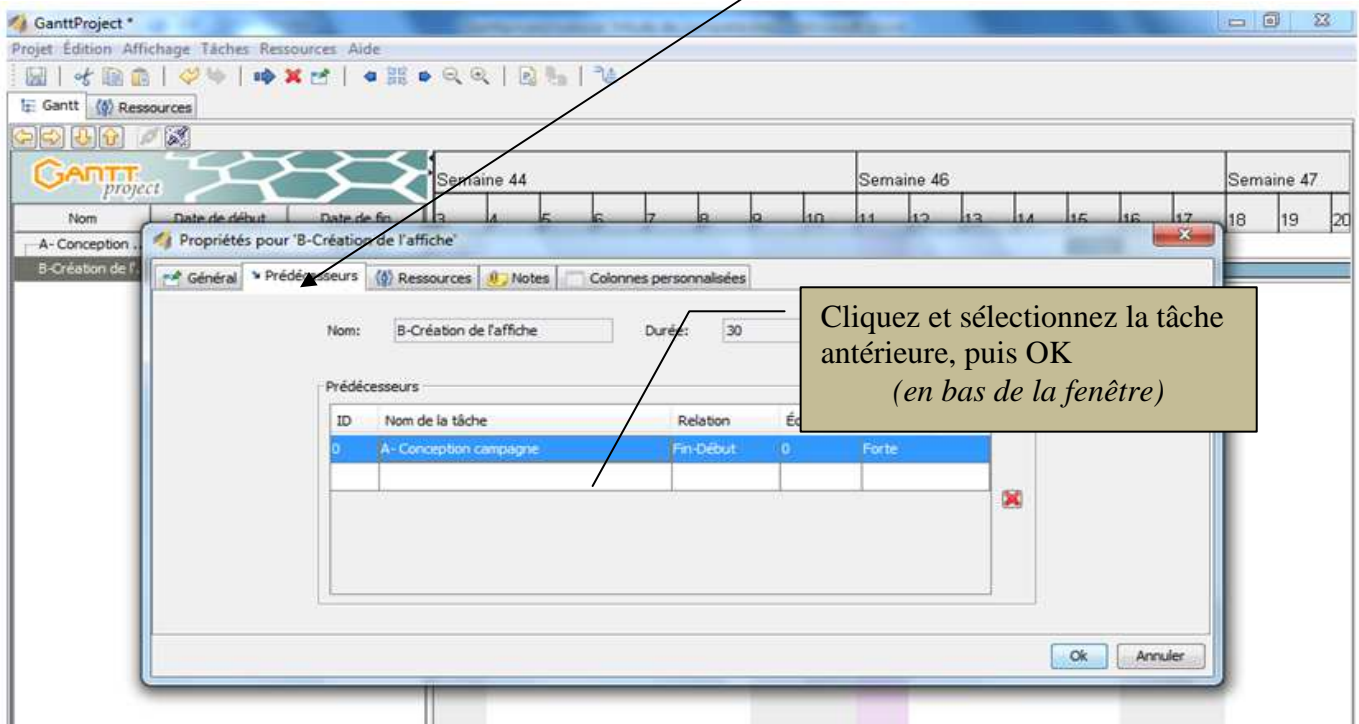 GanttProject *
Projet Édition Affichage Tâches Ressources Aide
Gantt Ressources
GANTT project
Semaine 44 Semaine 46 Semaine 47
Nom Date de début Date de fin 3 4 5 6 7 8 9 10 11 12 13 14 15 16 17 18 19 20
A- Conception ...
B-Création de l'
Propriétés pour 'B-Création de l'affiche'
Général Prédécesseurs Ressources Notes Colonnes personnalisées
Nom: B-Création de l'affiche Durée: 30
Cliquez et sélectionnez la tâche
antérieure, puis OK
(en bas de la fenêtre)
Prédécesseurs
ID Nom de la tâche Relation Éc
0 A- Conception campagne Fin-Début 0 Forte
Ok Annuler